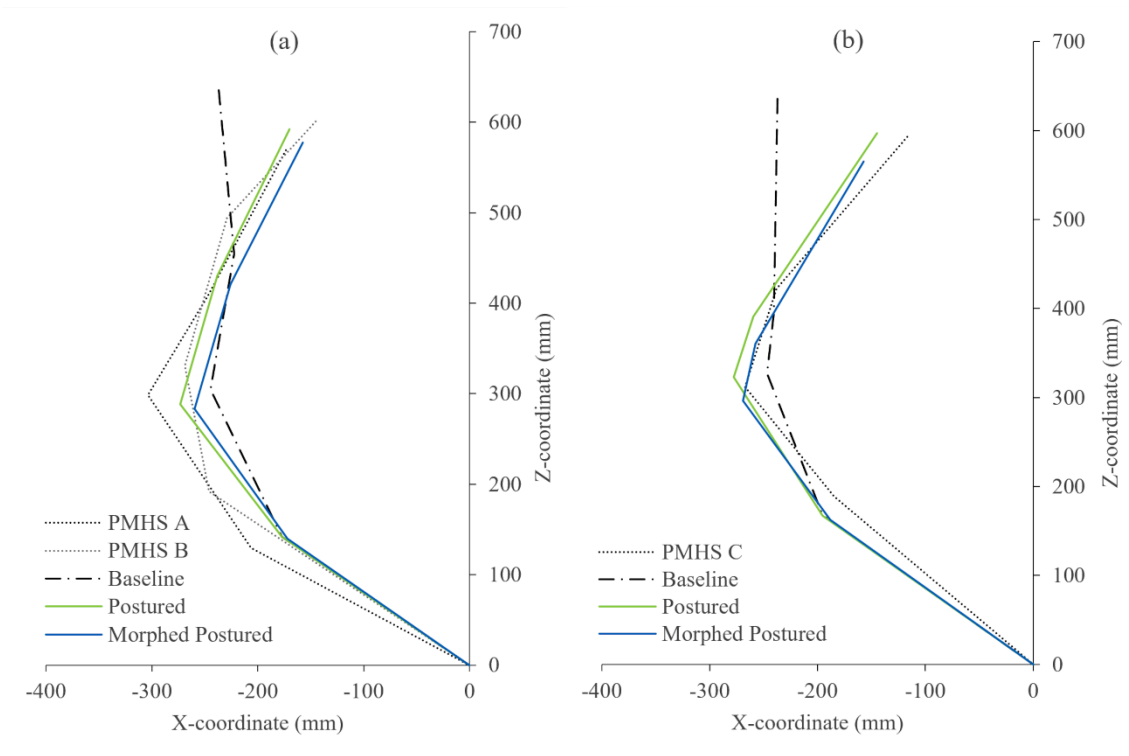 (a)
700
600
500
400
300
200
100
0
Z-coordinate (mm)
PMHS A
PMHS B
Baseline
Postured
Morphed Postured
-400 -300 -200 -100 0
X-coordinate (mm)
(b)
700
600
500
400
300
200
100
0
Z-coordinate (mm)
PMHS C
Baseline
Postured
Morphed Postured
-400 -300 -200 -100 0
X-coordinate (mm)